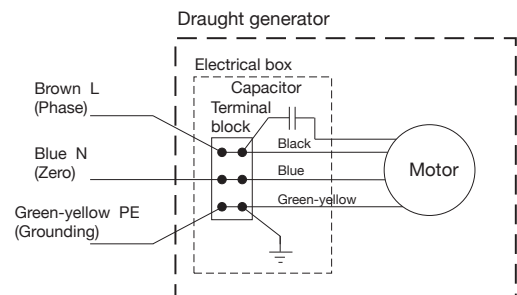 Draught generator
Electrical box
Capacitor
Terminal
block
Brown L
(Phase)
Black
Blue N
(Zero)
Blue
Motor
Green-yellow PE
(Grounding)
Green-yellow